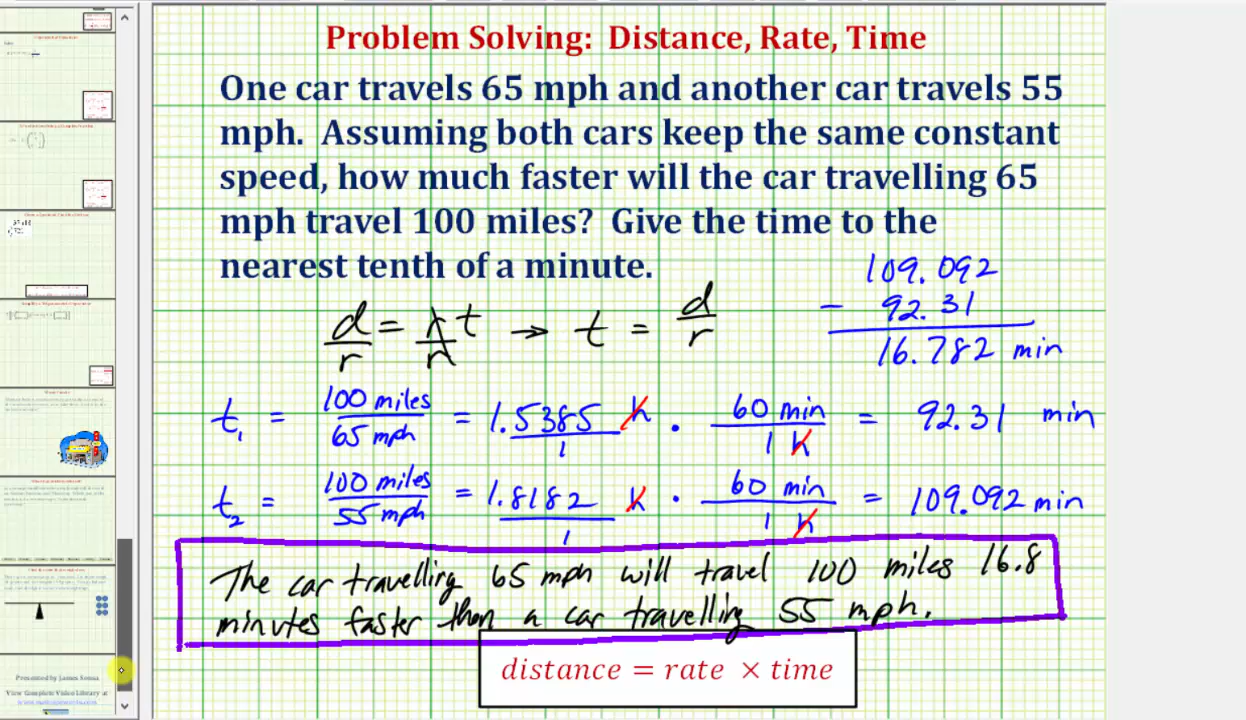 Problem Solving: Distance, Rate, Time
One car travels 65 mph and another car travels 55
mph. Assuming both cars keep the same constant
speed, how much faster will the car travelling 65
mph travel 100 miles? Give the time to the
nearest tenth of a minute.
109.092
- 92.31
16.782 min
d/r = r t/r → t = d/r
t₁ = 100 miles/65 mph = 1.5385 h/1 · 60 min/1 h = 92.31 min
t₂ = 100 miles/55 mph = 1.8182 h/1 · 60 min/1 h = 109.092 min
The car travelling 65 mph will travel 100 miles 16.8
minutes faster than a car travelling 55 mph.
distance = rate × time
Presented by James Sousa
View Complete Video Library at